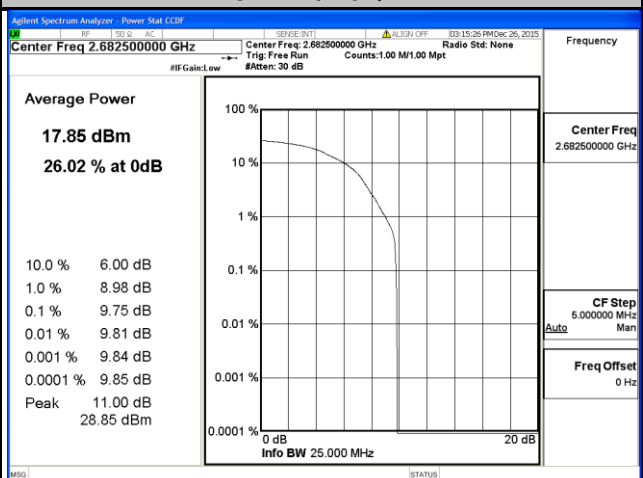 Agilent Spectrum Analyzer - Power Stat CCDF
RF 50 Ω AC SENSE:INT ALIGN OFF 03:15:26 PM Dec 26, 2015
Center Freq 2.682500000 GHz
Center Freq: 2.682500000 GHz Radio Std: None
Trig: Free Run Counts:1.00 M/1.00 Mpt
#IFGain:Low #Atten: 30 dB
Frequency
Average Power
17.85 dBm
26.02 % at 0dB
10.0 % 6.00 dB
1.0 % 8.98 dB
0.1 % 9.75 dB
0.01 % 9.81 dB
0.001 % 9.84 dB
0.0001 % 9.85 dB
Peak 11.00 dB
28.85 dBm
100 %
10 %
1 %
0.1 %
0.01 %
0.001 %
0.0001 %
0 dB 20 dB
Info BW 25.000 MHz
Center Freq
2.682500000 GHz
CF Step
5.000000 MHz
Auto Man
Freq Offset
0 Hz
MSG STATUS